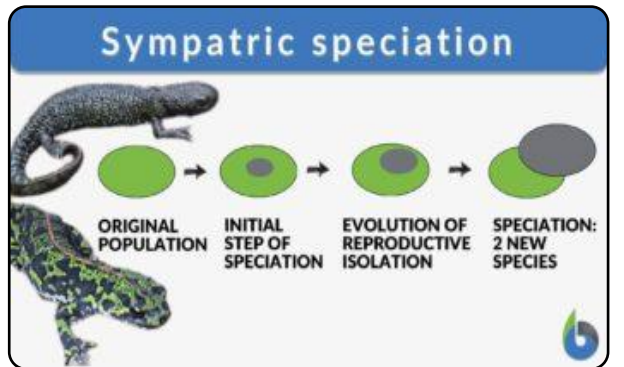 Sympatric speciation
ORIGINAL
POPULATION
INITIAL
STEP OF
SPECIATION
EVOLUTION OF
REPRODUCTIVE
ISOLATION
SPECIATION:
2 NEW
SPECIES